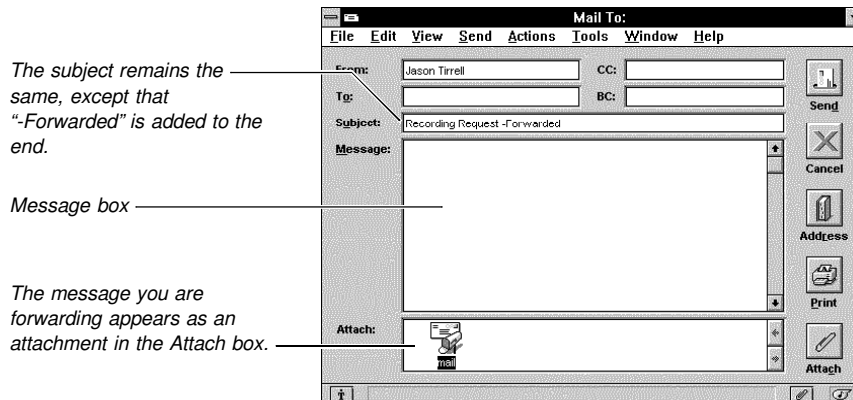 Mail To:
File Edit View Send Actions Tools Window Help
The subject remains the
same, except that
“-Forwarded” is added to the
end.
From: Jason Tirrell CC:
To: BC:
Subject: Recording Request -Forwarded
Message:
Message box
The message you are
forwarding appears as an
attachment in the Attach box.
Attach:
mail
Send
Cancel
Address
Print
Attach